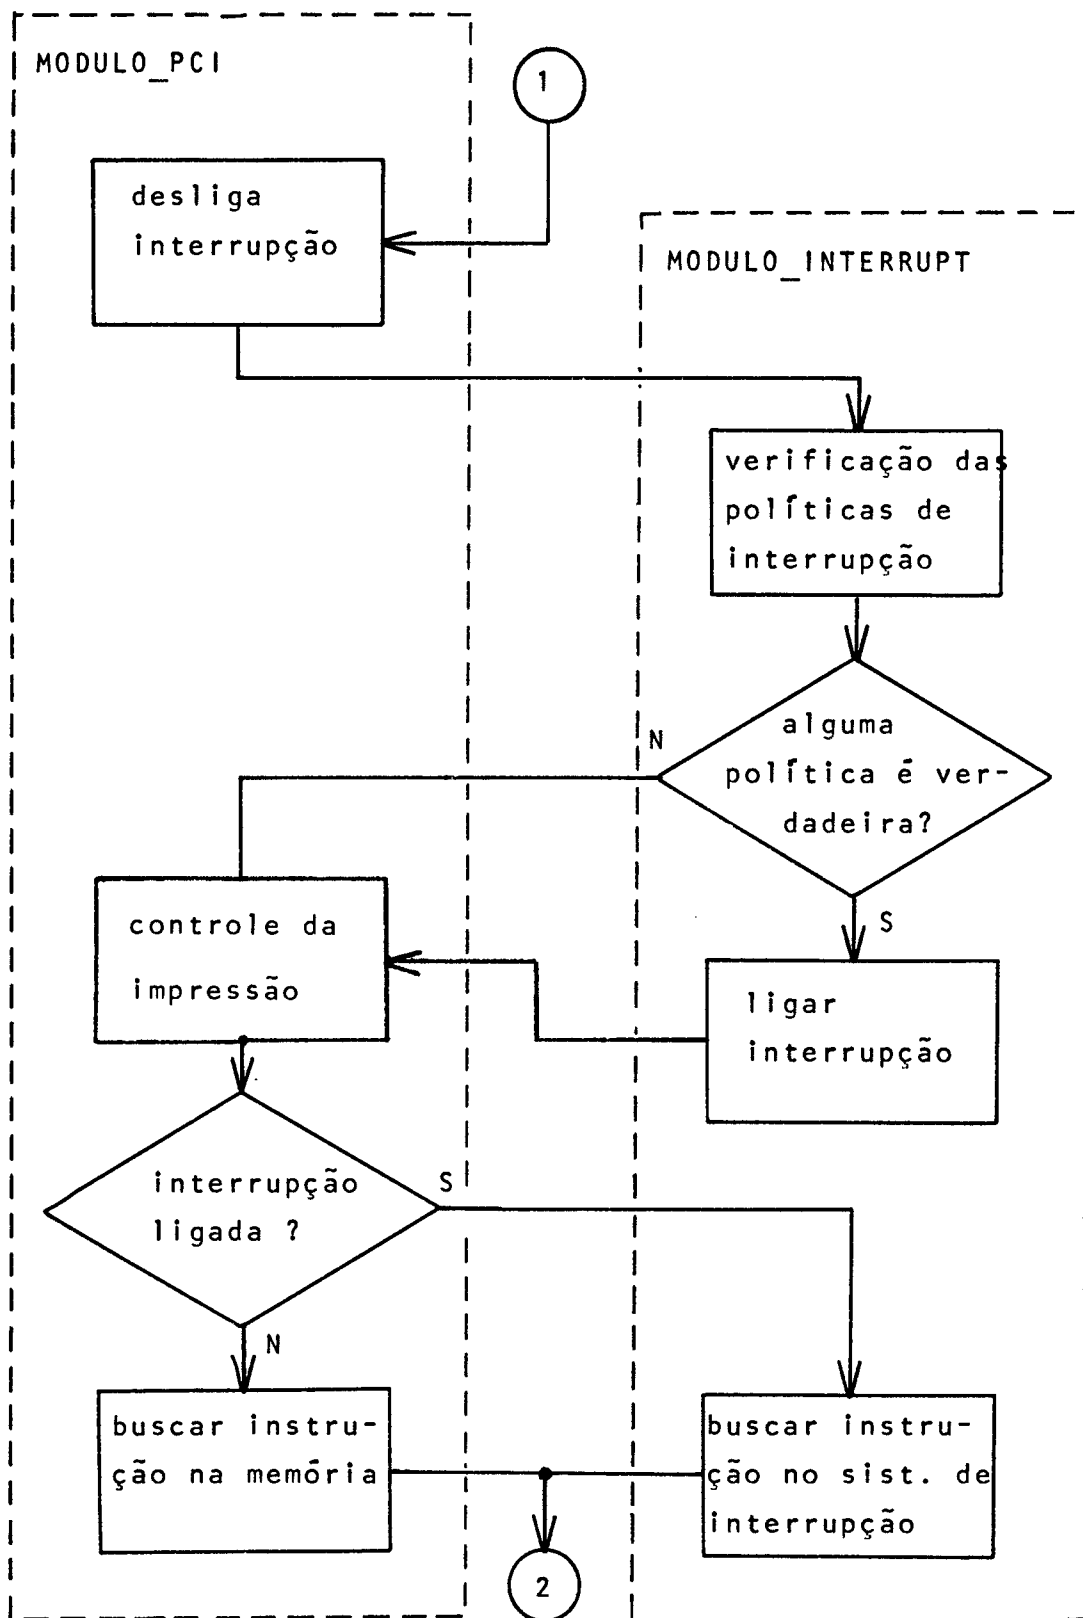 MODULO_PCI
1
desliga
interrupção
MODULO_INTERRUPT
verificação das
políticas de
interrupção
alguma
política é ver-
dadeira?
N
S
controle da
impressão
ligar
interrupção
interrupção
ligada ?
S
N
buscar instru-
ção na memória
buscar instru-
ção no sist. de
interrupção
2